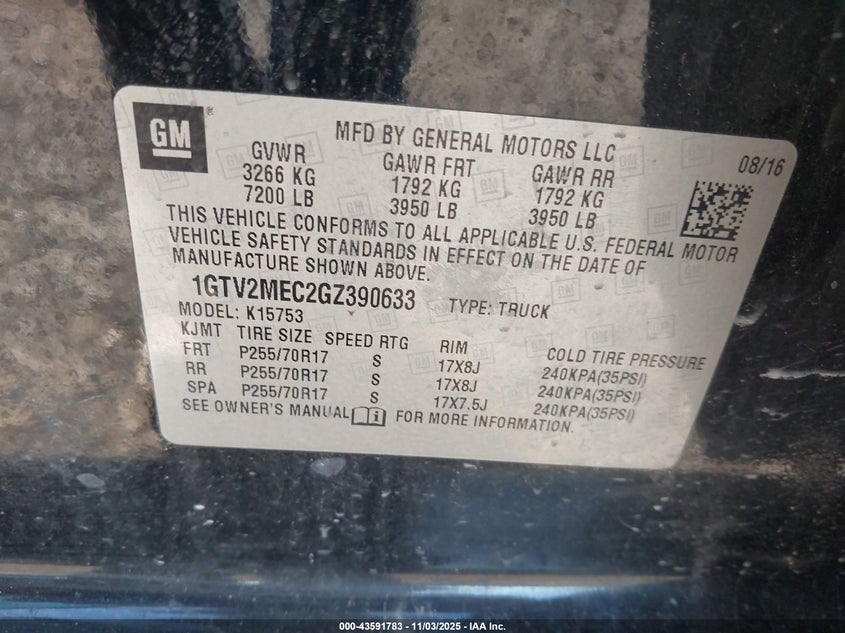 GM
MFD BY GENERAL MOTORS LLC
08/16
GVWR GAWR FRT GAWR RR
3266 KG 1792 KG 1792 KG
7200 LB 3950 LB 3950 LB
THIS VEHICLE CONFORMS TO ALL APPLICABLE U.S. FEDERAL MOTOR
VEHICLE SAFETY STANDARDS IN EFFECT ON THE DATE OF
MANUFACTURE SHOWN ABOVE.
1GTV2MEC2GZ390633 TYPE: TRUCK
MODEL: K15753
KJMT TIRE SIZE SPEED RTG RIM COLD TIRE PRESSURE
FRT P255/70R17 S 17X8J 240KPA(35PSI)
RR P255/70R17 S 17X8J 240KPA(35PSI)
SPA P255/70R17 S 17X7.5J 240KPA(35PSI)
SEE OWNER'S MANUAL FOR MORE INFORMATION.
000-43591783 - 11/03/2025 - IAA Inc.